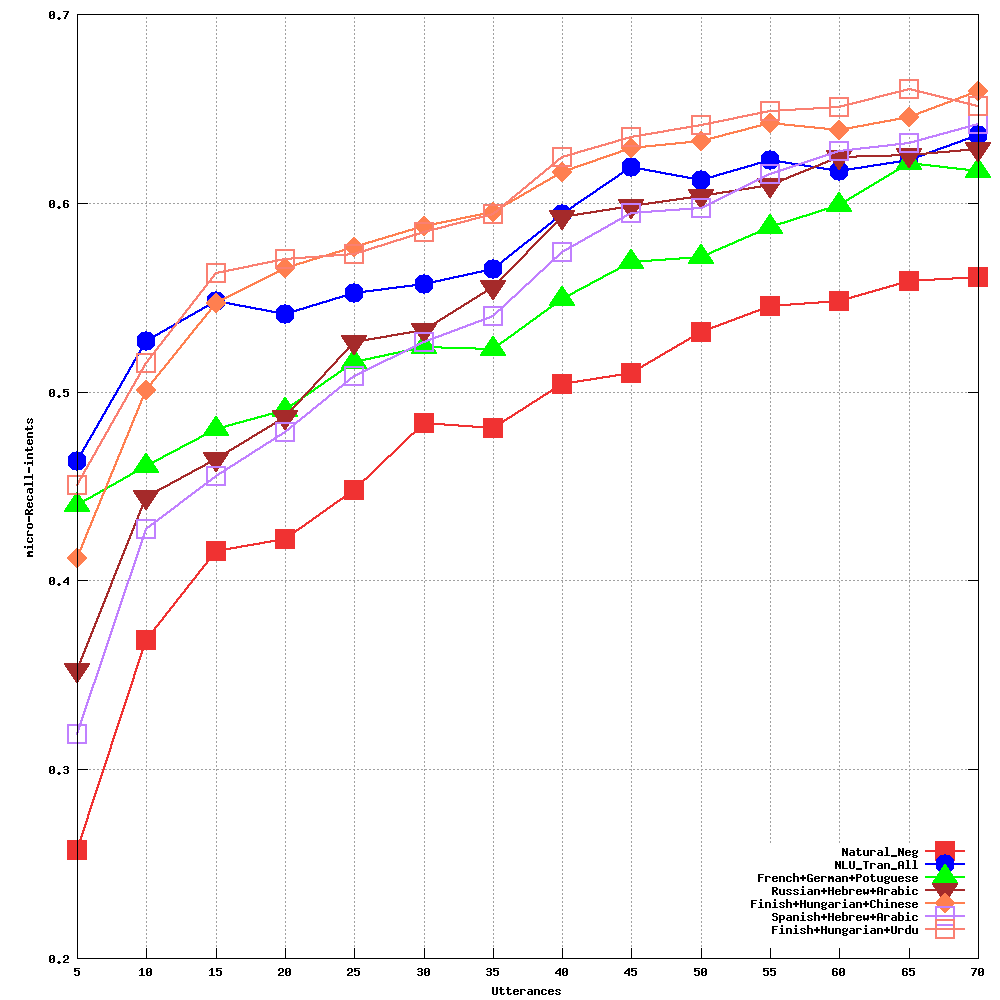 0.7
0.6
0.5
0.4
0.3
0.2
micro-Recall-intents
Natural_Neg
NLU_Tran_All
French+German+Potuguese
Russian+Hebrew+Arabic
Finish+Hungarian+Chinese
Spanish+Hebrew+Arabic
Finish+Hungarian+Urdu
5 10 15 20 25 30 35 40 45 50 55 60 65 70
Utterances